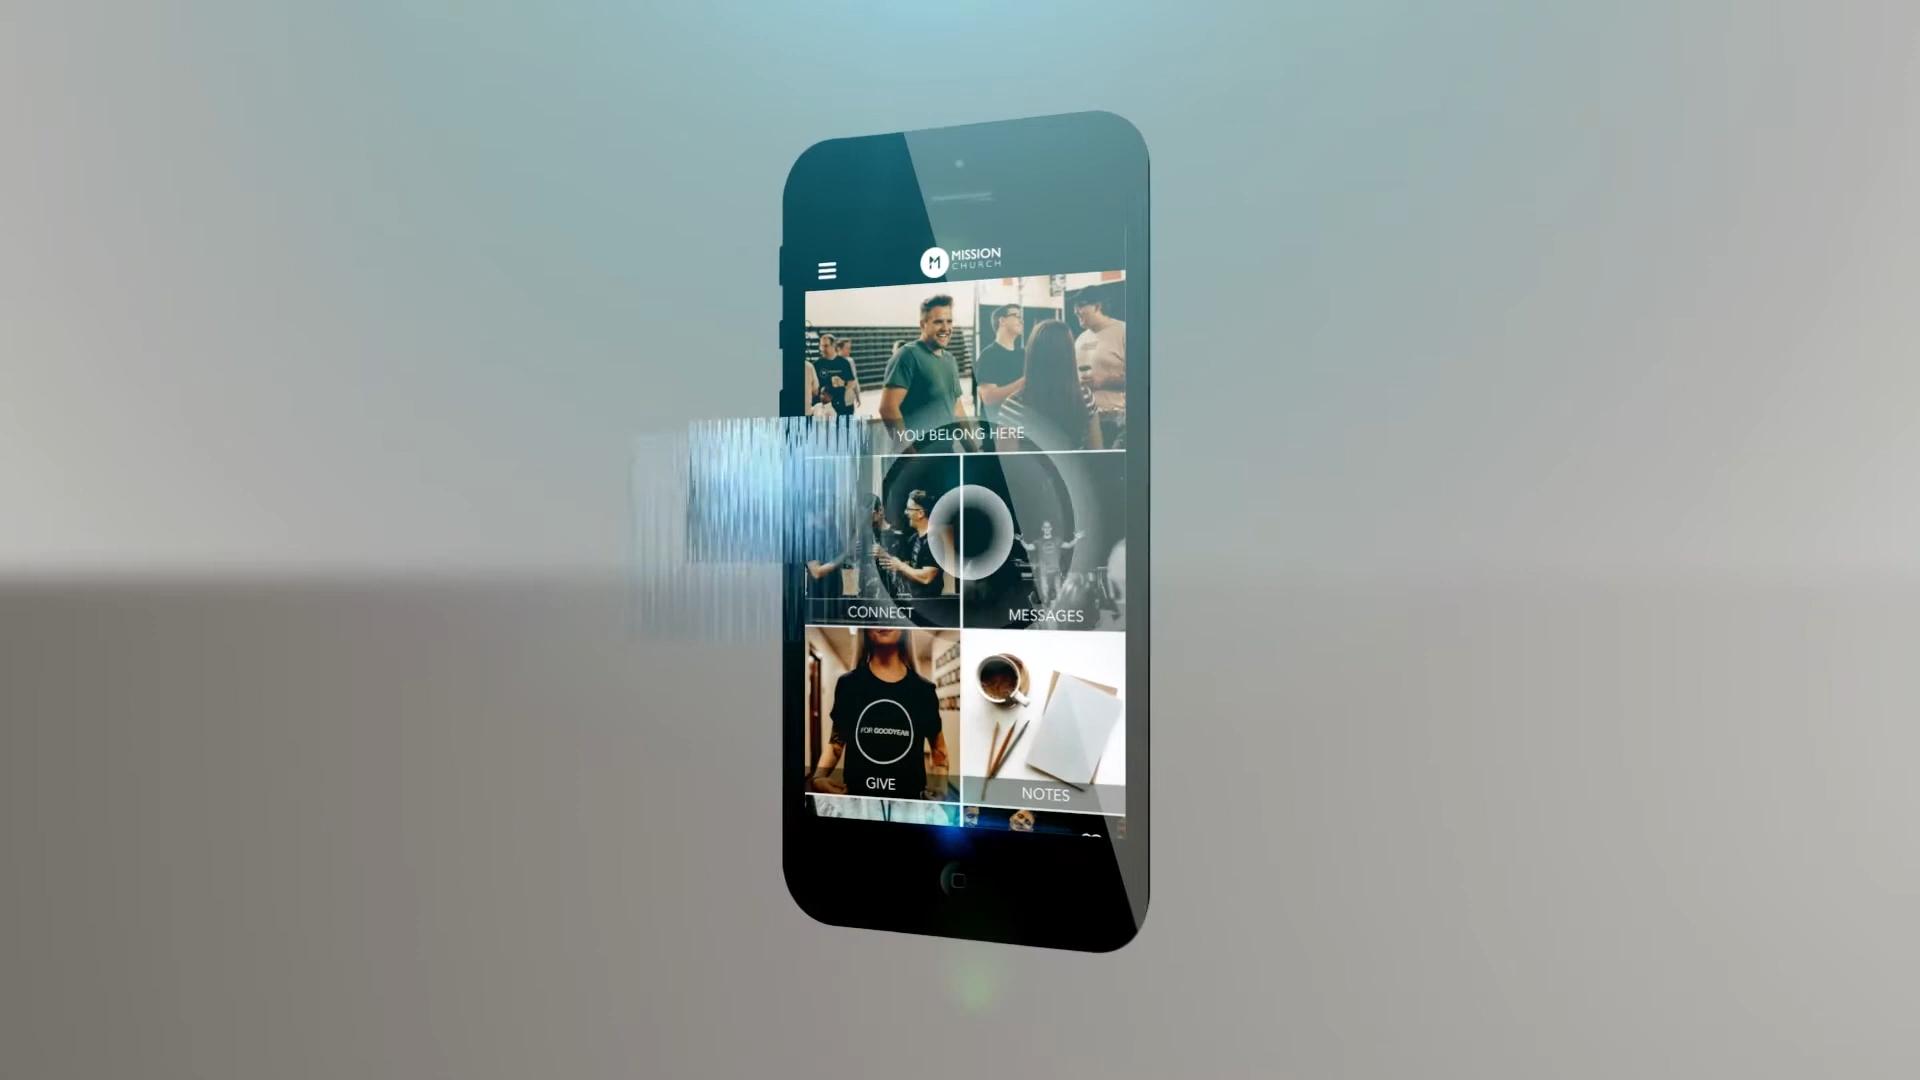 MISSION
CHURCH
YOU BELONG HERE
CONNECT
MESSAGES
FOR GOODYEAR
GIVE
NOTES